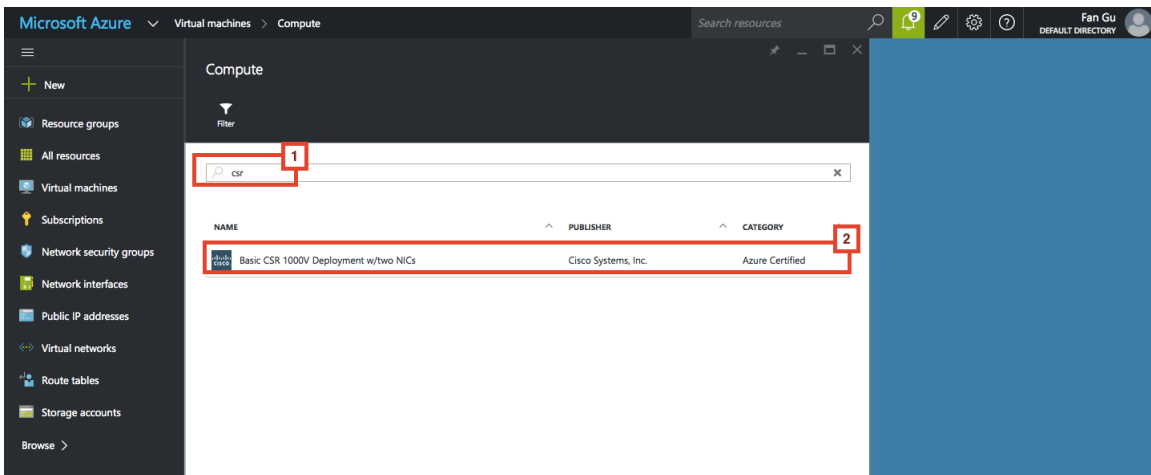 Microsoft Azure Virtual machines > Compute Search resources 9 Fan Gu
DEFAULT DIRECTORY
New
Resource groups
All resources
Virtual machines
Subscriptions
Network security groups
Network interfaces
Public IP addresses
Virtual networks
Route tables
Storage accounts
Browse >
Compute
Filter
1
csr
NAME PUBLISHER CATEGORY
2
CISCO Basic CSR 1000V Deployment w/two NICs Cisco Systems, Inc. Azure Certified